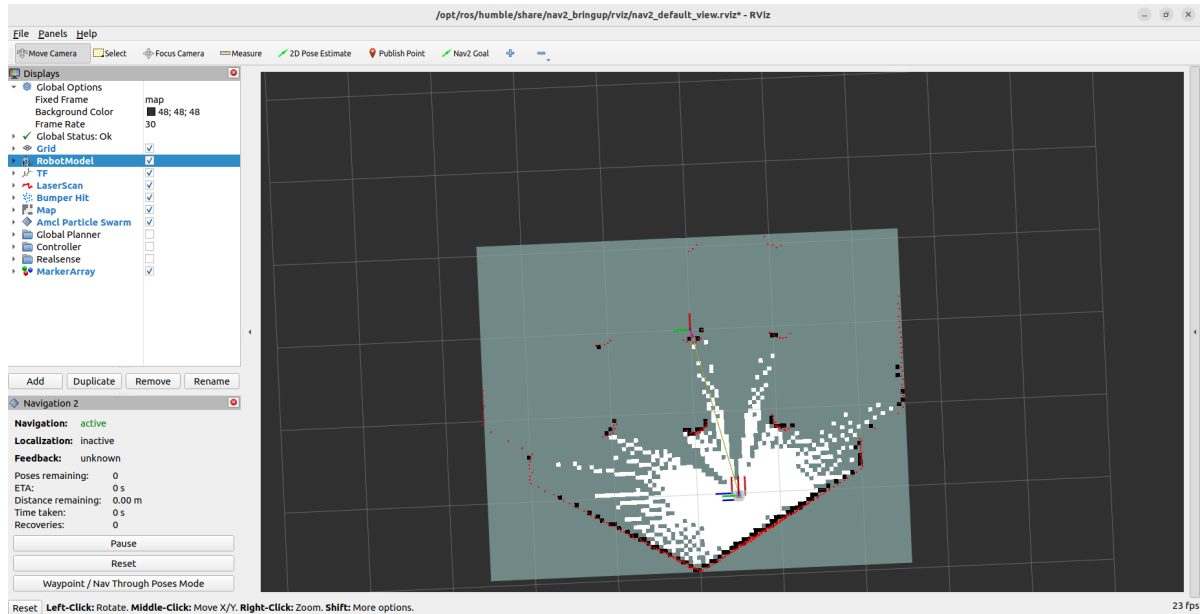 /opt/ros/humble/share/nav2_bringup/rviz/nav2_default_view.rviz* - RViz
File Panels Help
Move Camera Select Focus Camera Measure 2D Pose Estimate Publish Point Nav2 Goal
Displays
Global Options
Fixed Frame map
Background Color 48; 48; 48
Frame Rate 30
Global Status: Ok
Grid
RobotModel
TF
LaserScan
Bumper Hit
Map
Amcl Particle Swarm
Global Planner
Controller
Realsense
MarkerArray
Add Duplicate Remove Rename
Navigation 2
Navigation: active
Localization: inactive
Feedback: unknown
Poses remaining: 0
ETA: 0 s
Distance remaining: 0.00 m
Time taken: 0 s
Recoveries: 0
Pause
Reset
Waypoint / Nav Through Poses Mode
Reset Left-Click: Rotate. Middle-Click: Move X/Y. Right-Click: Zoom. Shift: More options. 23 fps